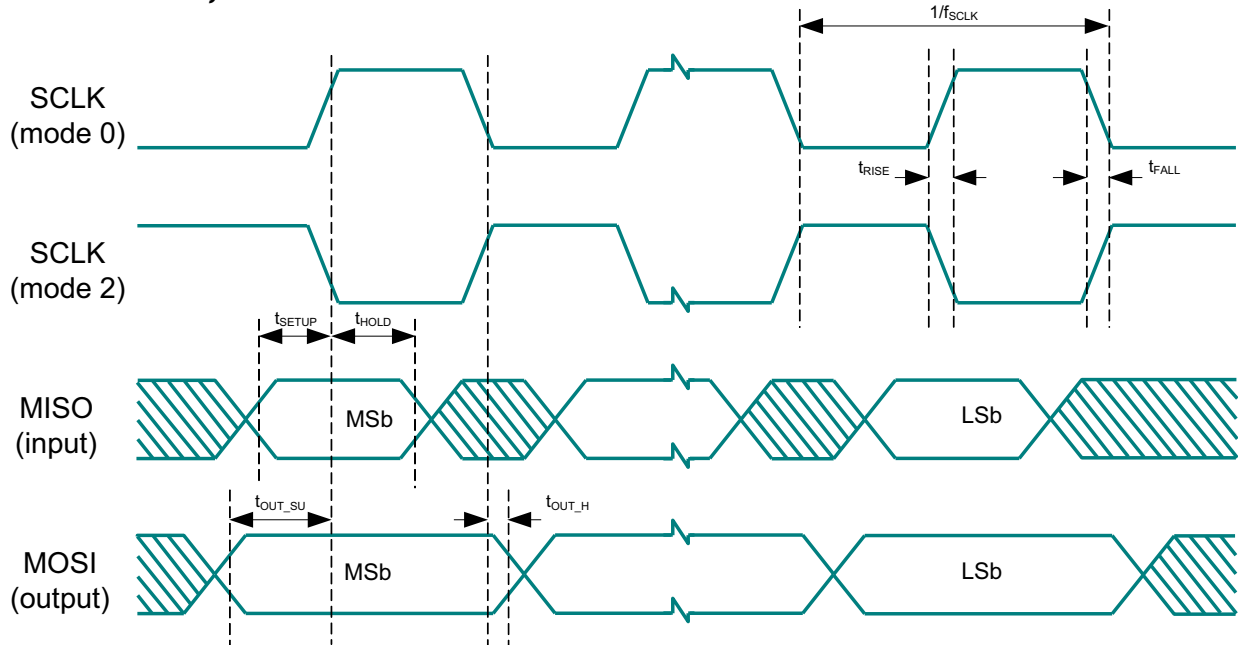 1/fSCLK
SCLK
(mode 0)
tRISE
tFALL
SCLK
(mode 2)
tSETUP
tHOLD
MISO
(input)
MSb
LSb
tOUT_SU
tOUT_H
MOSI
(output)
MSb
LSb